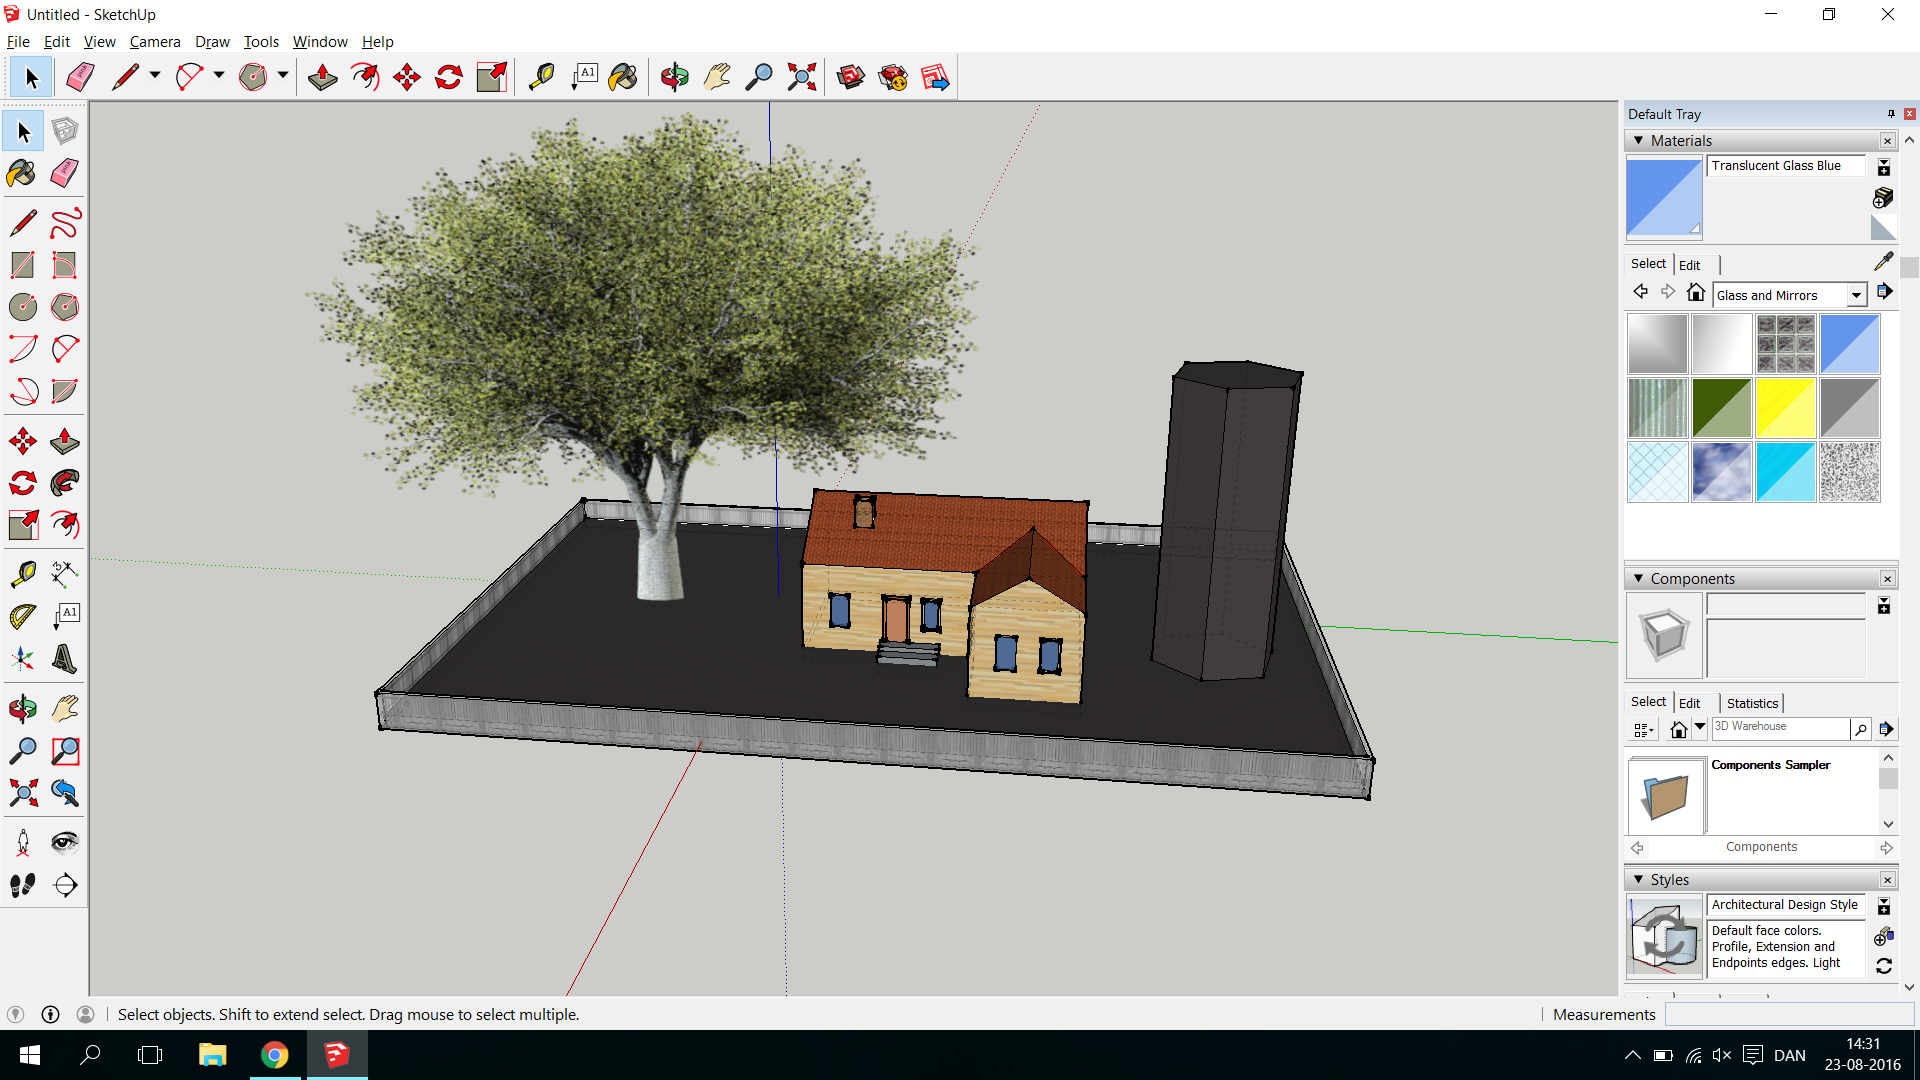 Untitled - SketchUp
File Edit View Camera Draw Tools Window Help
A1
Default Tray
Materials
Translucent Glass Blue
Select Edit
Glass and Mirrors
A1
Components
Select Edit Statistics
3D Warehouse
Components Sampler
Components
Styles
Architectural Design Style
Default face colors.
Profile, Extension and
Endpoints edges. Light
Select objects. Shift to extend select. Drag mouse to select multiple.
Measurements
DAN
14:31
23-08-2016